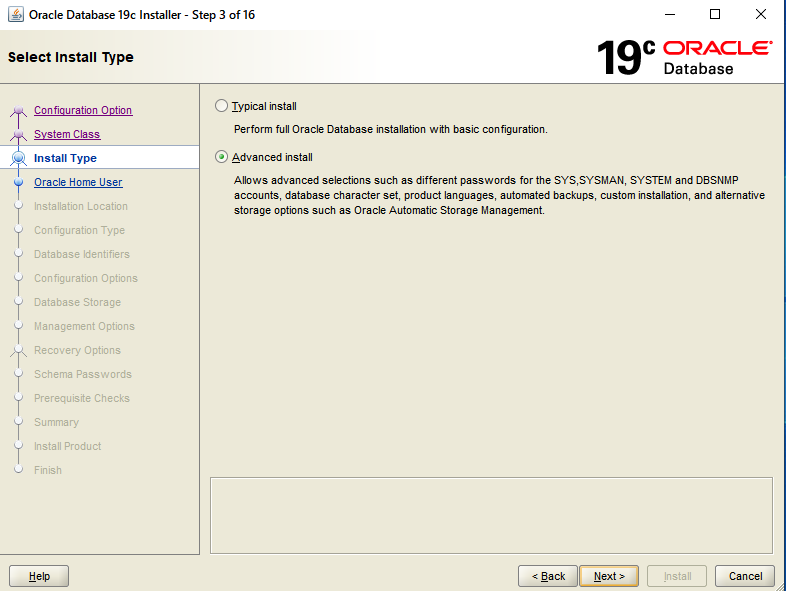 Oracle Database 19c Installer - Step 3 of 16
Select Install Type
19c ORACLE
Database
Configuration Option
System Class
Install Type
Oracle Home User
Installation Location
Configuration Type
Database Identifiers
Configuration Options
Database Storage
Management Options
Recovery Options
Schema Passwords
Prerequisite Checks
Summary
Install Product
Finish
Typical install
Perform full Oracle Database installation with basic configuration.
Advanced install
Allows advanced selections such as different passwords for the SYS,SYSMAN, SYSTEM and DBSNMP
accounts, database character set, product languages, automated backups, custom installation, and alternative
storage options such as Oracle Automatic Storage Management.
Help
< Back
Next >
Install
Cancel